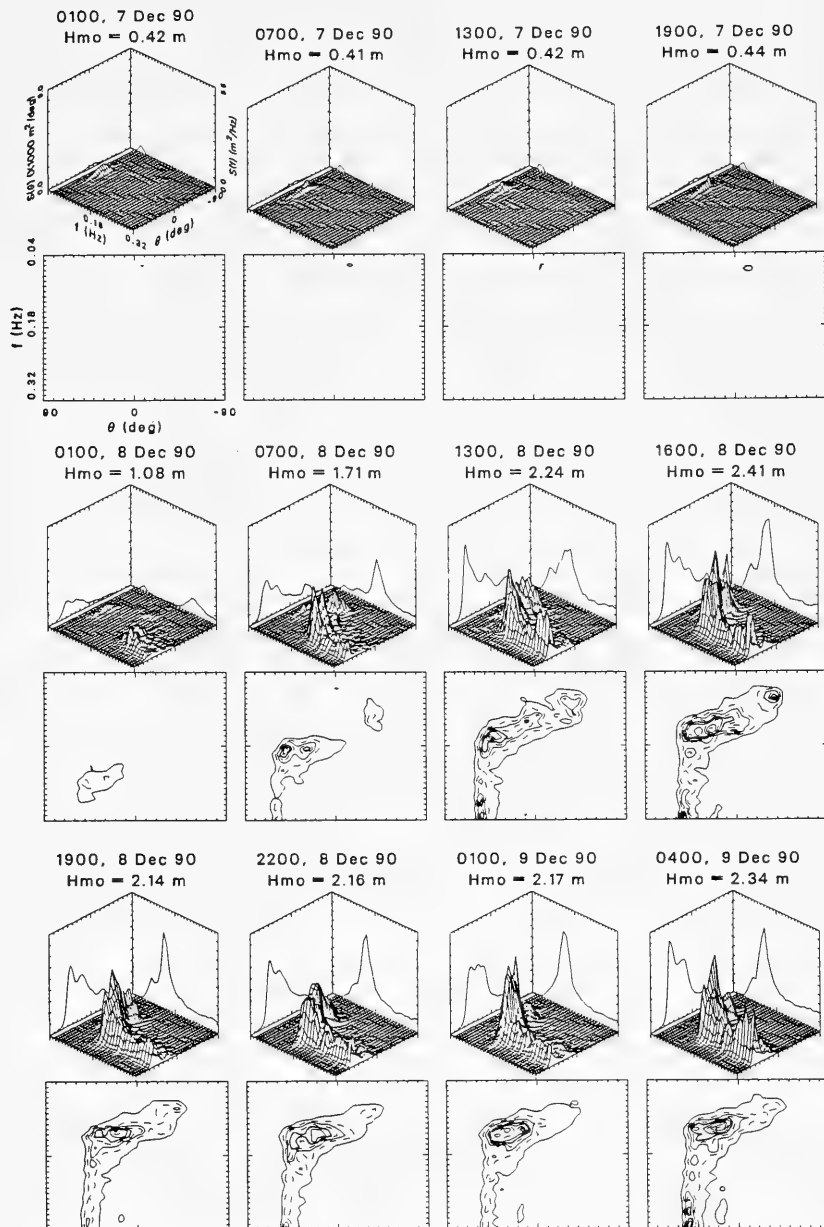 0100, 7 Dec 90
Hmo = 0.42 m
0700, 7 Dec 90
Hmo = 0.41 m
1300, 7 Dec 90
Hmo = 0.42 m
1900, 7 Dec 90
Hmo = 0.44 m
S(f) (m²/Hz)
0.0
-90
0.0
0
0.18
f (Hz)
θ (deg)
0.32
0.04
0.18
f (Hz)
0.32
90
0
-90
θ (deg)
0100, 8 Dec 90
Hmo = 1.08 m
0700, 8 Dec 90
Hmo = 1.71 m
1300, 8 Dec 90
Hmo = 2.24 m
1600, 8 Dec 90
Hmo = 2.41 m
1900, 8 Dec 90
Hmo = 2.14 m
2200, 8 Dec 90
Hmo = 2.16 m
0100, 9 Dec 90
Hmo = 2.17 m
0400, 9 Dec 90
Hmo = 2.34 m